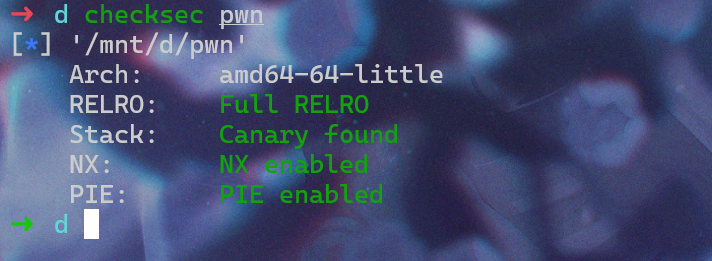 → d checksec pwn
[*] '/mnt/d/pwn'
Arch: amd64-64-little
RELRO: Full RELRO
Stack: Canary found
NX: NX enabled
PIE: PIE enabled
→ d